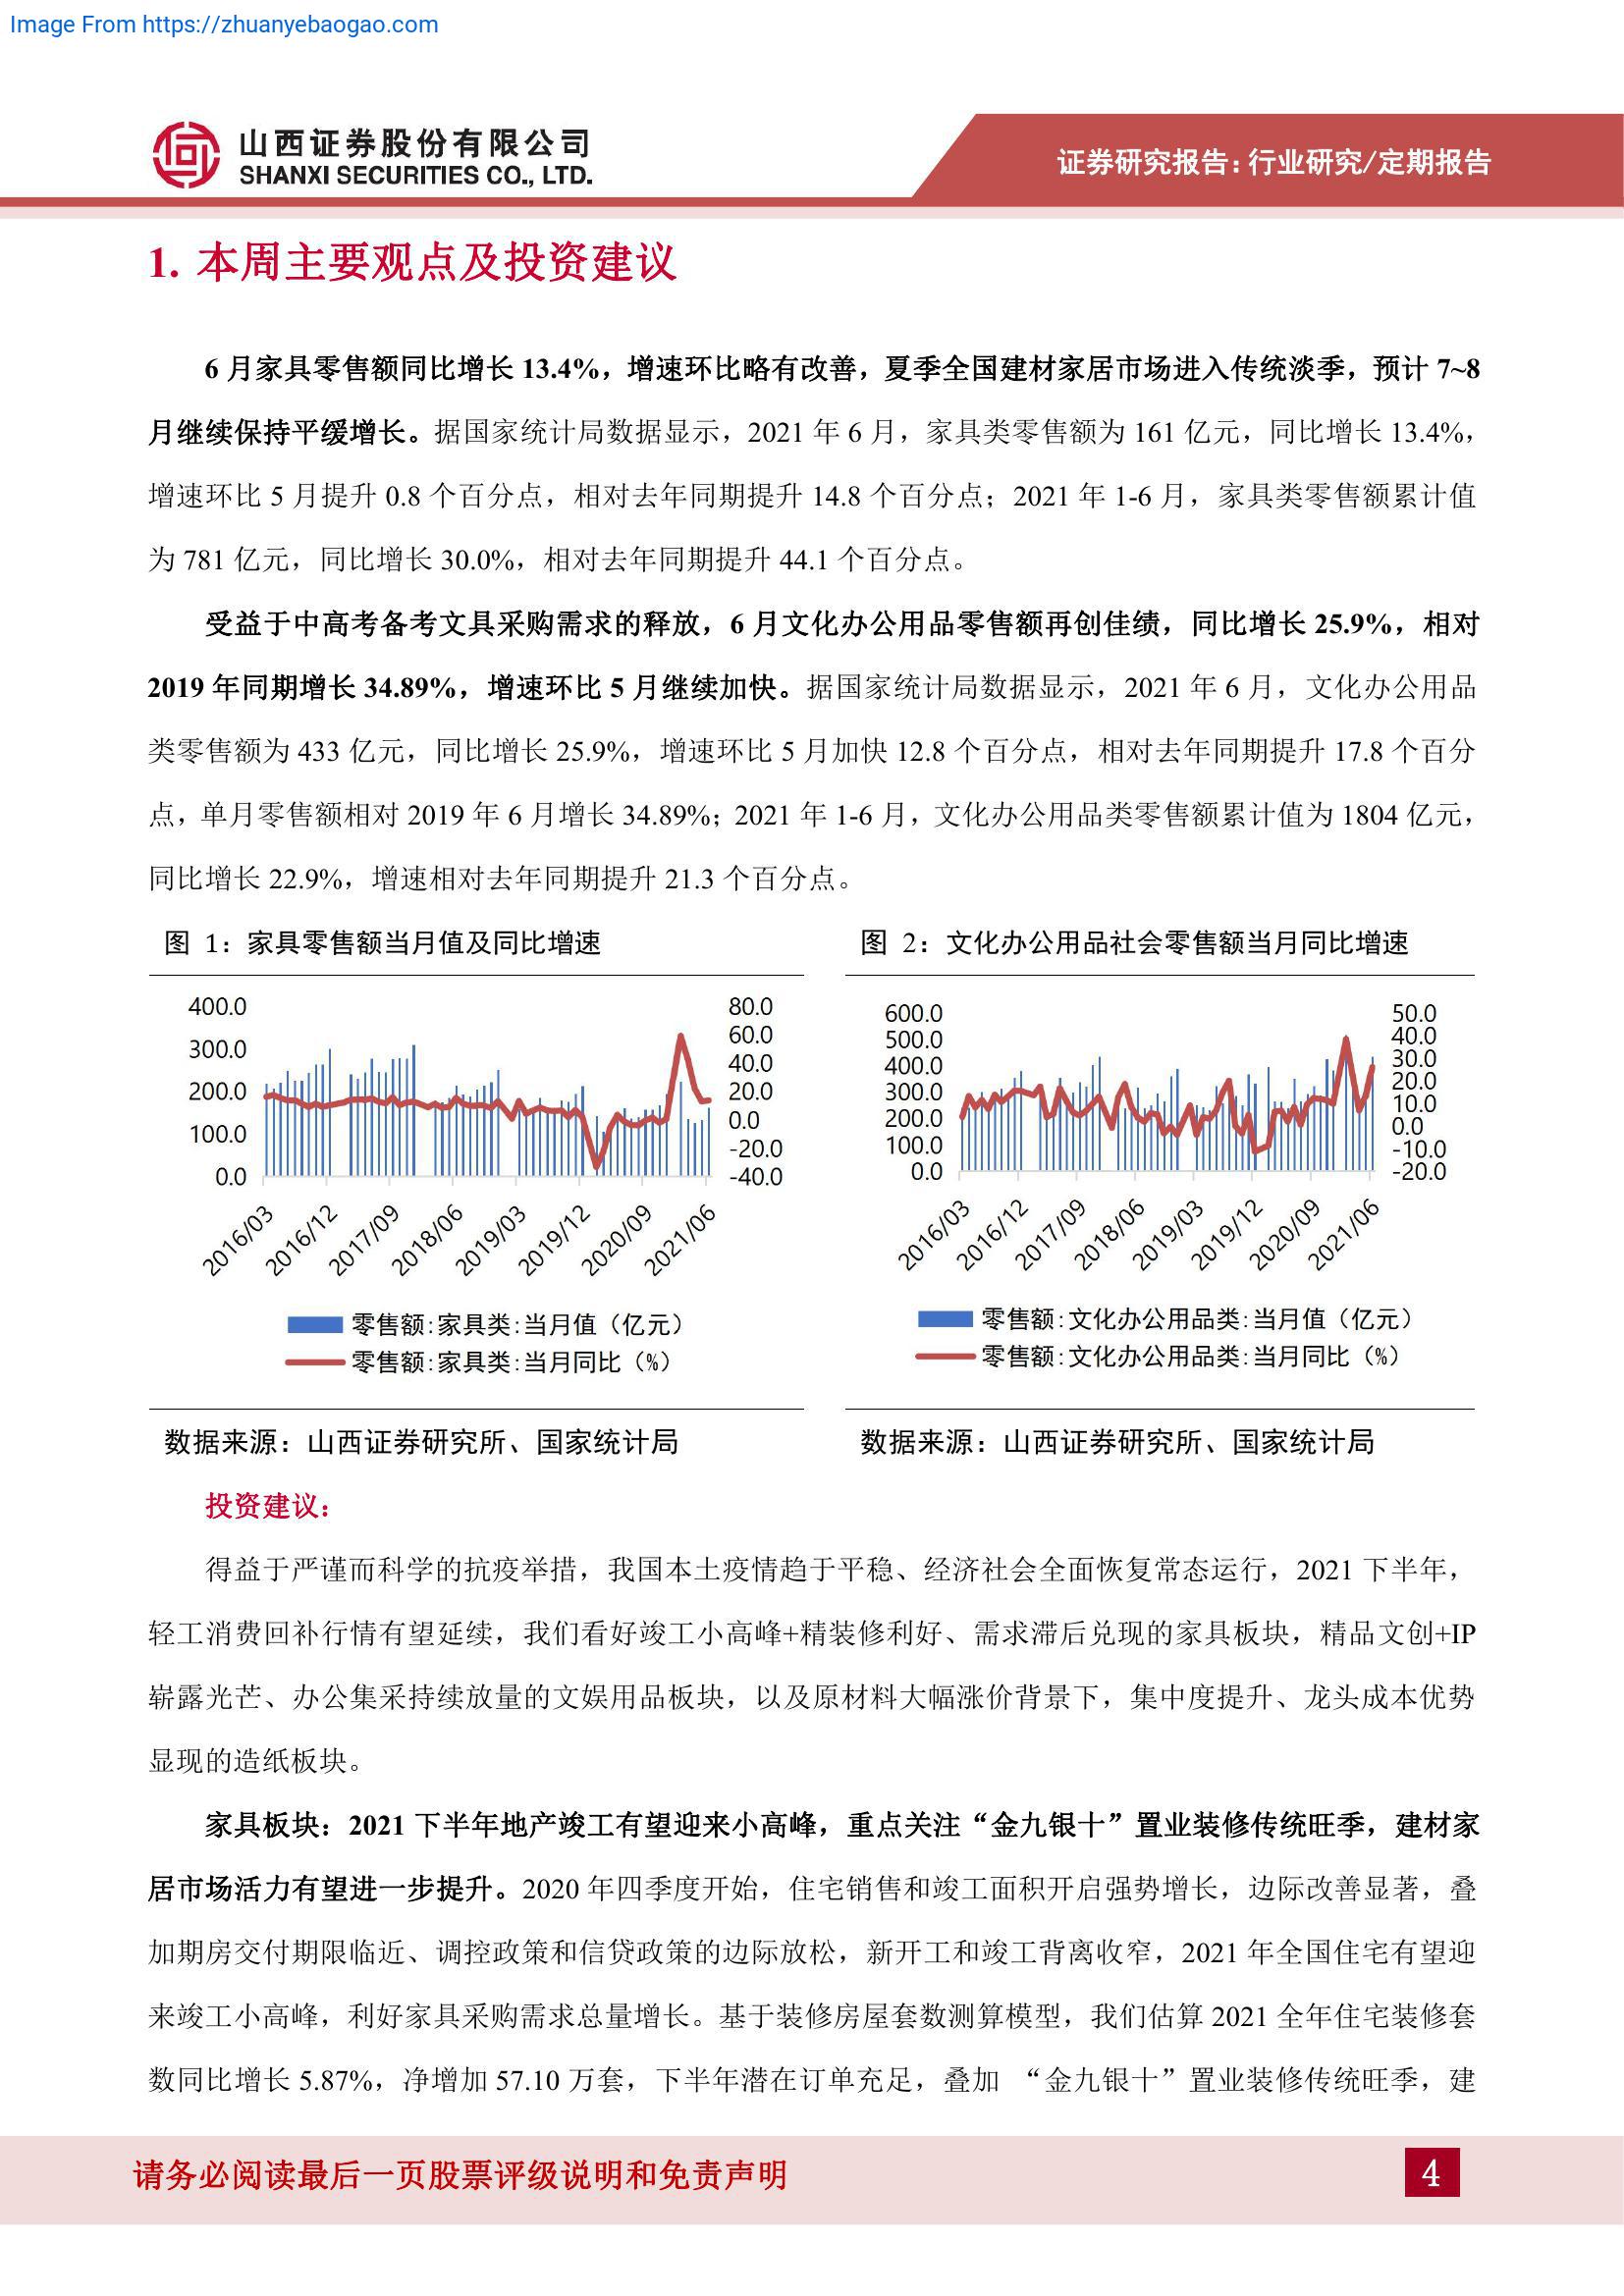 Image From https://zhuanyebaogao.com
山西证券股份有限公司
SHANXI SECURITIES CO., LTD.
证券研究报告:行业研究/定期报告
1. 本周主要观点及投资建议
6 月家具零售额同比增长 13.4%，增速环比略有改善，夏季全国建材家居市场进入传统淡季，预计 7~8
月继续保持平缓增长。据国家统计局数据显示，2021 年 6 月，家具类零售额为 161 亿元，同比增长 13.4%，
增速环比 5 月提升 0.8 个百分点，相对去年同期提升 14.8 个百分点；2021 年 1-6 月，家具类零售额累计值
为 781 亿元，同比增长 30.0%，相对去年同期提升 44.1 个百分点。
受益于中高考备考文具采购需求的释放，6 月文化办公用品零售额再创佳绩，同比增长 25.9%，相对
2019 年同期增长 34.89%，增速环比 5 月继续加快。据国家统计局数据显示，2021 年 6 月，文化办公用品
类零售额为 433 亿元，同比增长 25.9%，增速环比 5 月加快 12.8 个百分点，相对去年同期提升 17.8 个百分
点，单月零售额相对 2019 年 6 月增长 34.89%；2021 年 1-6 月，文化办公用品类零售额累计值为 1804 亿元，
同比增长 22.9%，增速相对去年同期提升 21.3 个百分点。
图 1：家具零售额当月值及同比增速
400.0
300.0
200.0
100.0
0.0
80.0
60.0
40.0
20.0
0.0
-20.0
-40.0
2016/03
2016/12
2017/09
2018/06
2019/03
2019/12
2020/09
2021/06
零售额:家具类:当月值（亿元）
零售额:家具类:当月同比（%）
数据来源：山西证券研究所、国家统计局
图 2：文化办公用品社会零售额当月同比增速
600.0
500.0
400.0
300.0
200.0
100.0
0.0
50.0
40.0
30.0
20.0
10.0
0.0
-10.0
-20.0
2016/03
2016/12
2017/09
2018/06
2019/03
2019/12
2020/09
2021/06
零售额:文化办公用品类:当月值（亿元）
零售额:文化办公用品类:当月同比（%）
数据来源：山西证券研究所、国家统计局
投资建议：
得益于严谨而科学的抗疫举措，我国本土疫情趋于平稳、经济社会全面恢复常态运行，2021 下半年，
轻工消费回补行情有望延续，我们看好竣工小高峰+精装修利好、需求滞后兑现的家具板块，精品文创+IP
崭露光芒、办公集采持续放量的文娱用品板块，以及原材料大幅涨价背景下，集中度提升、龙头成本优势
显现的造纸板块。
家具板块：2021 下半年地产竣工有望迎来小高峰，重点关注“金九银十”置业装修传统旺季，建材家
居市场活力有望进一步提升。2020 年四季度开始，住宅销售和竣工面积开启强势增长，边际改善显著，叠
加期房交付期限临近、调控政策和信贷政策的边际放松，新开工和竣工背离收窄，2021 年全国住宅有望迎
来竣工小高峰，利好家具采购需求总量增长。基于装修房屋套数测算模型，我们估算 2021 全年住宅装修套
数同比增长 5.87%，净增加 57.10 万套，下半年潜在订单充足，叠加 “金九银十”置业装修传统旺季，建
请务必阅读最后一页股票评级说明和免责声明
4